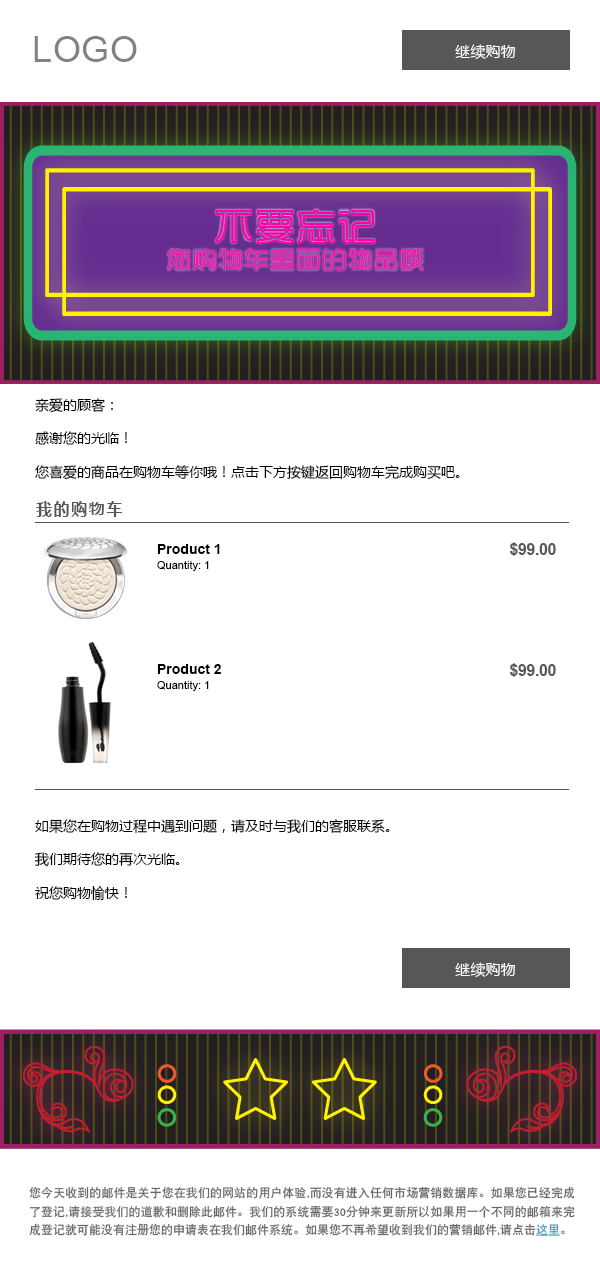 LOGO
继续购物
不要忘记
您购物车里面的物品哦
亲爱的顾客：
感谢您的光临！
您喜爱的商品在购物车等你哦！点击下方按键返回购物车完成购买吧。
我的购物车
Product 1
$99.00
Quantity: 1
Product 2
$99.00
Quantity: 1
如果您在购物过程中遇到问题，请及时与我们的客服联系。
我们期待您的再次光临。
祝您购物愉快！
继续购物
您今天收到的邮件是关于您在我们的网站的用户体验,而没有进入任何市场营销数据库。如果您已经完成
了登记,请接受我们的道歉和删除此邮件。我们的系统需要30分钟来更新所以如果用一个不同的邮箱来完
成登记就可能没有注册您的申请表在我们邮件系统。如果您不再希望收到我们的营销邮件,请点击这里。